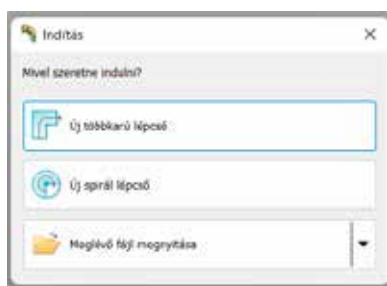 Indítás
Mivel szeretne indulni?
Új többkarú lépcső
Új spirál lépcső
Meglévő fájl megnyitása